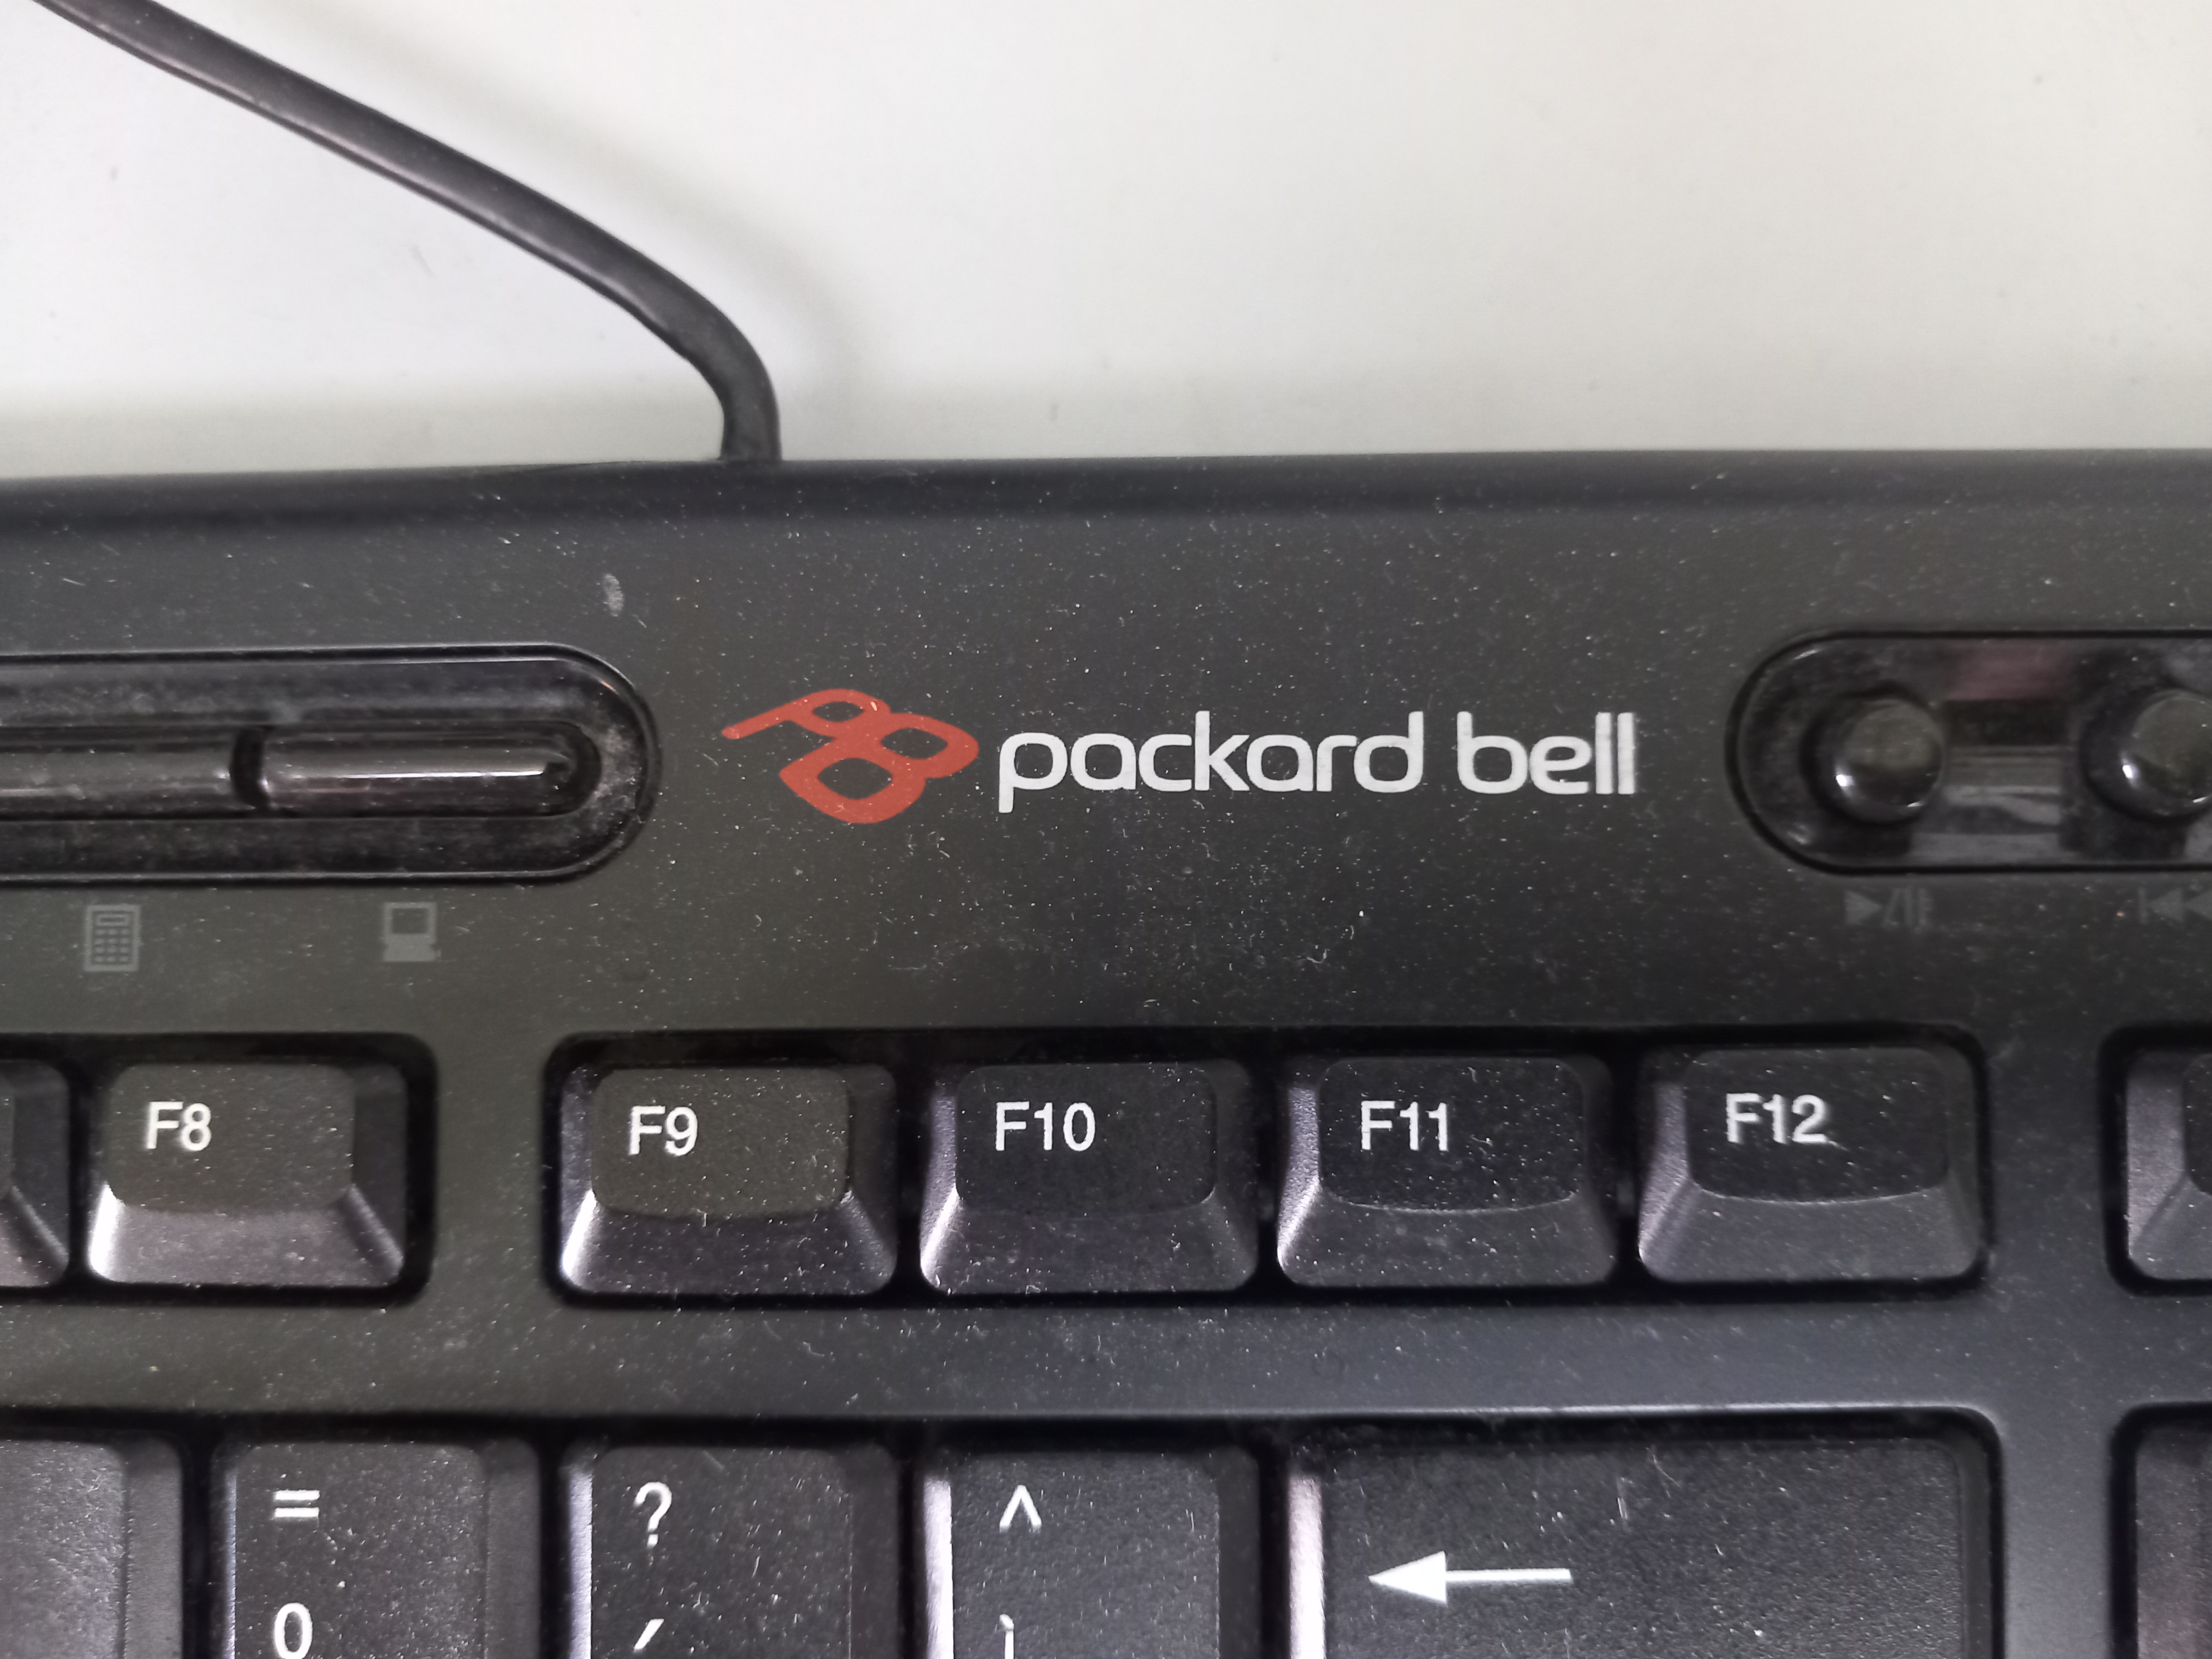 packard bell
F8 F9 F10 F11 F12
= ? ^
0 ' ì